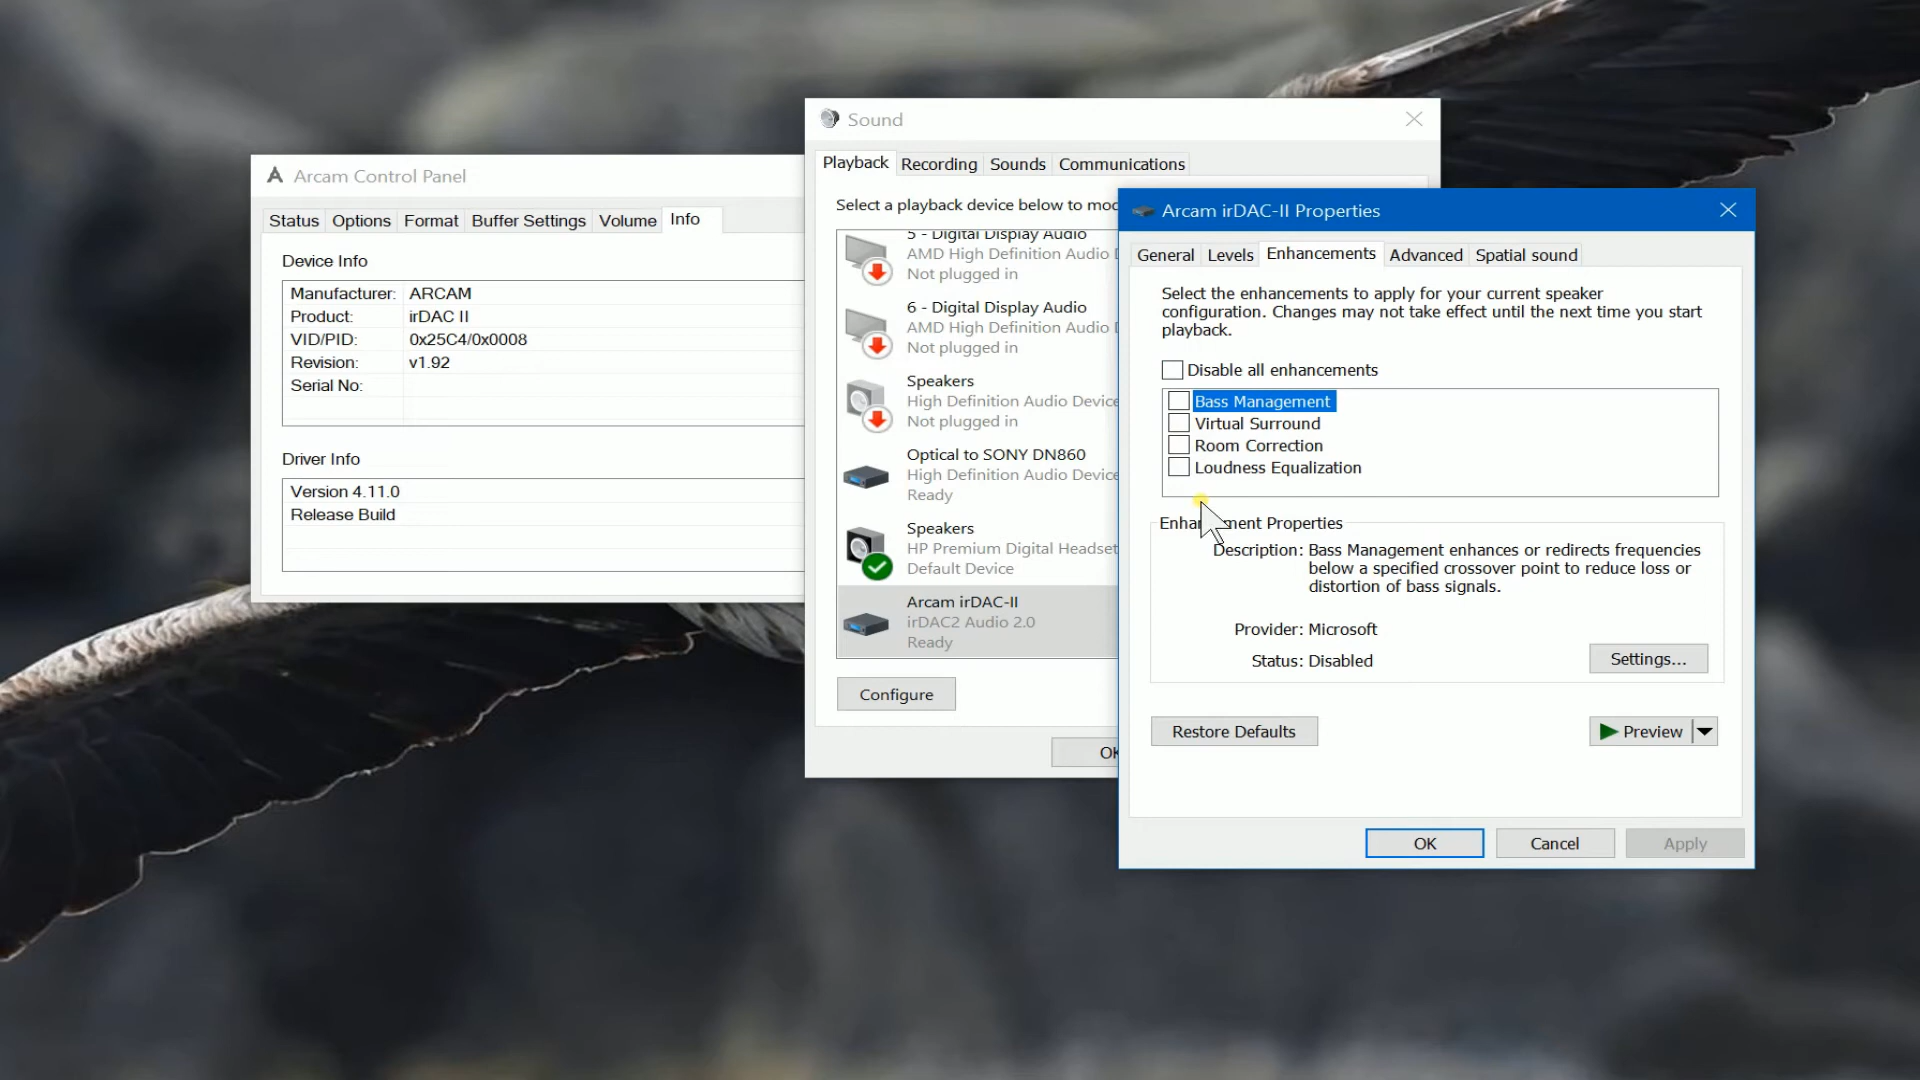 Arcam Control Panel
Status Options Format Buffer Settings Volume Info
Device Info
Manufacturer: ARCAM
Product: irDAC II
VID/PID: 0x25C4/0x0008
Revision: v1.92
Serial No:
Driver Info
Version 4.11.0
Release Build
Sound
Playback Recording Sounds Communications
Select a playback device below to mo
5 - Digital Display Audio
AMD High Definition Audio D
Not plugged in
6 - Digital Display Audio
AMD High Definition Audio D
Not plugged in
Speakers
High Definition Audio Device
Not plugged in
Optical to SONY DN860
High Definition Audio Device
Ready
Speakers
HP Premium Digital Headset
Default Device
Arcam irDAC-II
irDAC2 Audio 2.0
Ready
Configure
OK
Arcam irDAC-II Properties
General Levels Enhancements Advanced Spatial sound
Select the enhancements to apply for your current speaker
configuration. Changes may not take effect until the next time you start
playback.
Disable all enhancements
Bass Management
Virtual Surround
Room Correction
Loudness Equalization
Enhancement Properties
Description: Bass Management enhances or redirects frequencies
below a specified crossover point to reduce loss or
distortion of bass signals.
Provider: Microsoft
Status: Disabled
Settings...
Restore Defaults
Preview
OK
Cancel
Apply